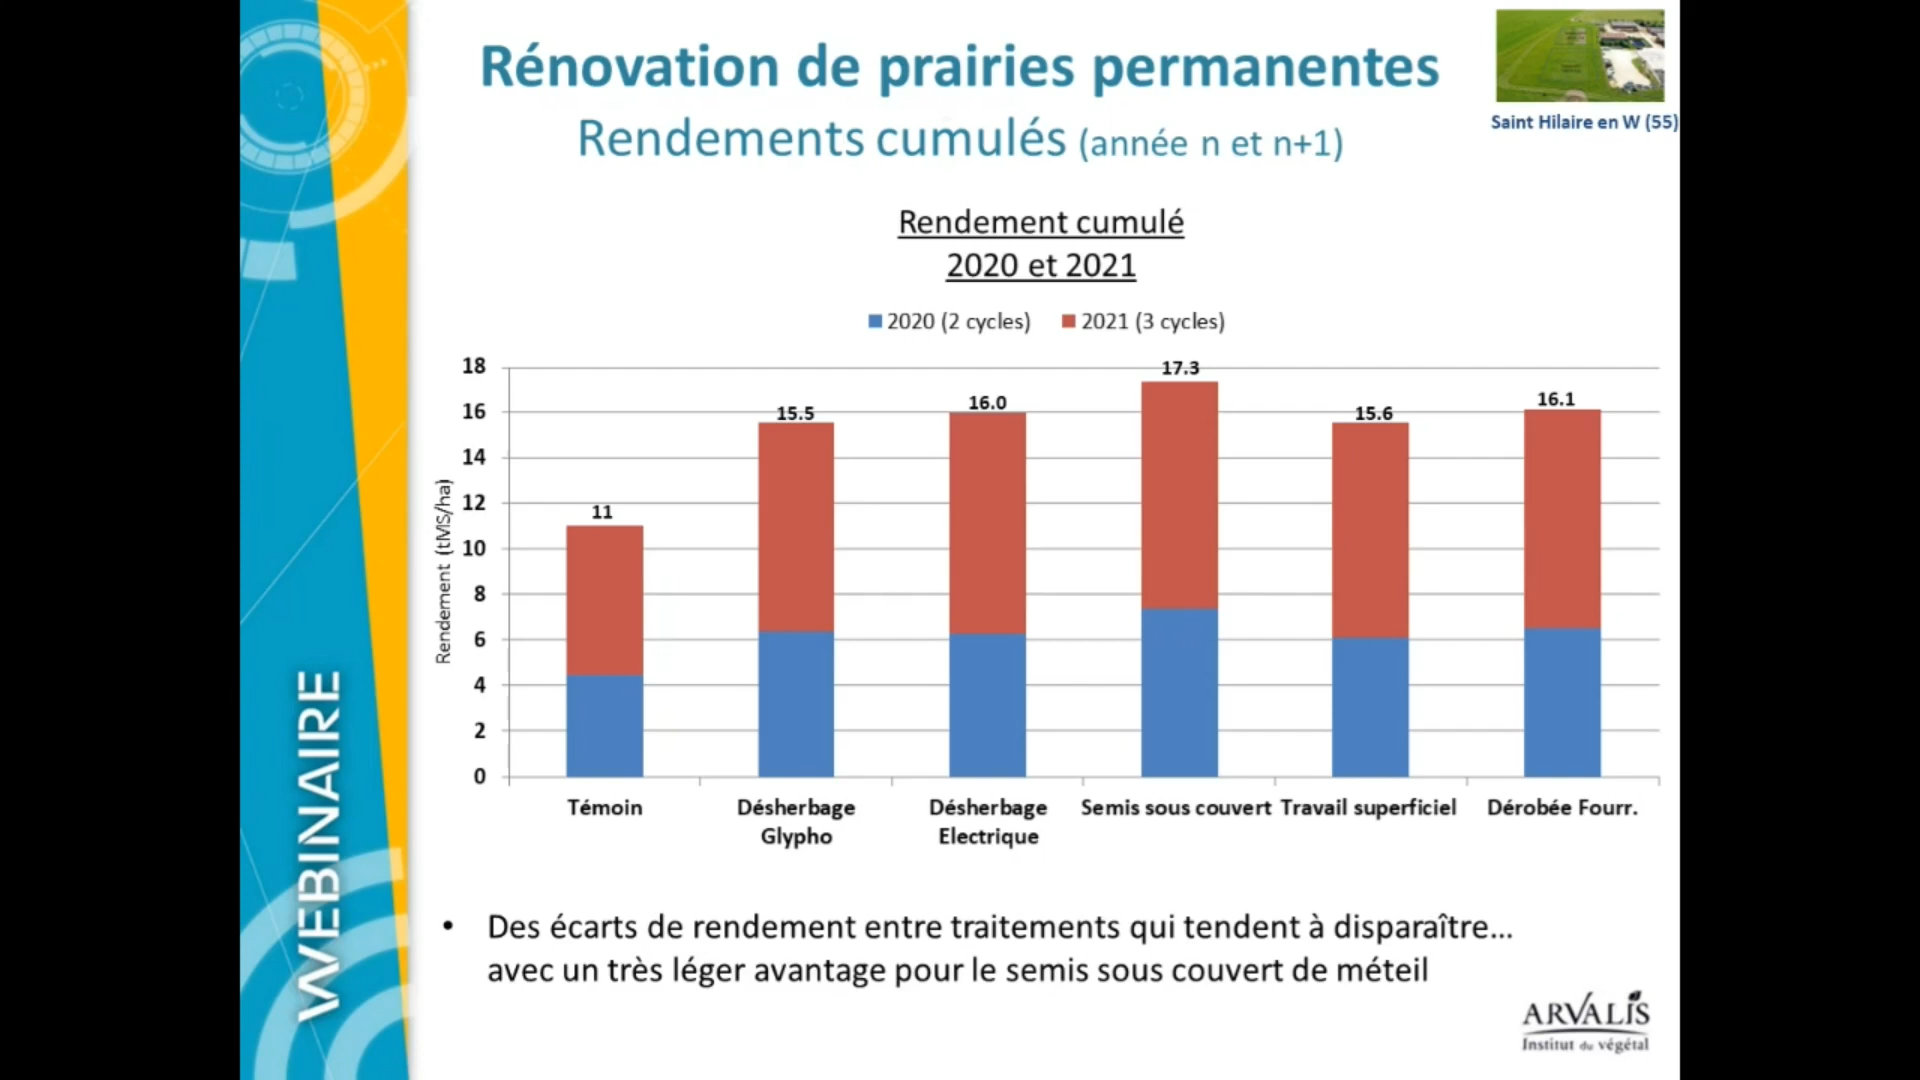 Rénovation de prairies permanentes
Rendements cumulés (année n et n+1)
Saint Hilaire en W (55)
Rendement cumulé
2020 et 2021
2020 (2 cycles) 2021 (3 cycles)
Rendement (tMS/ha)
18
16
14
12
10
8
6
4
2
0
11
15.5
16.0
17.3
15.6
16.1
Témoin
Désherbage
Glypho
Désherbage
Electrique
Semis sous couvert
Travail superficiel
Dérobée Fourr.
• Des écarts de rendement entre traitements qui tendent à disparaître...
avec un très léger avantage pour le semis sous couvert de méteil
WEBINAIRE
ARVALIS
Institut du végétal